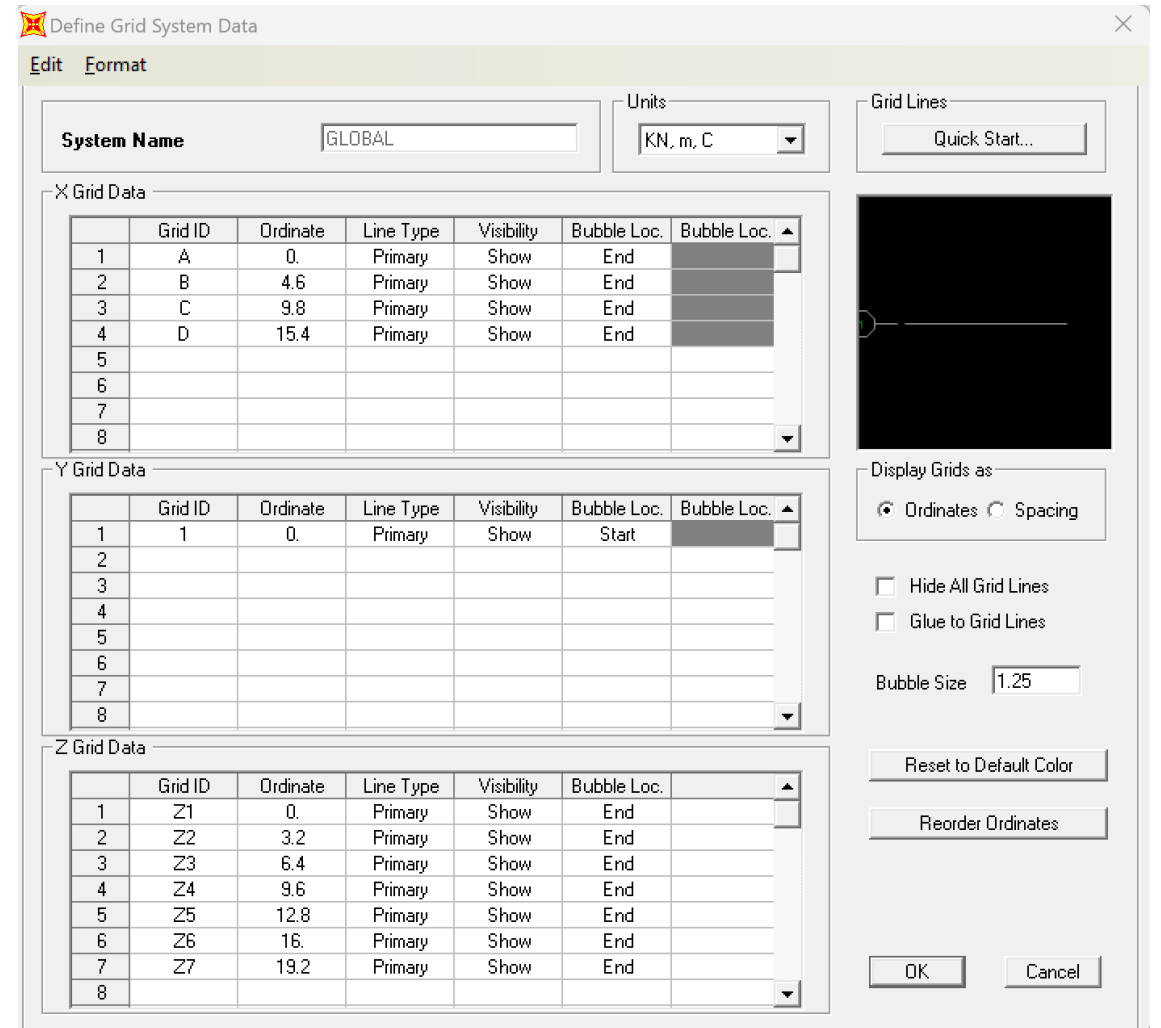 Define Grid System Data
Edit Format
Units
Grid Lines
System Name GLOBAL
KN, m, C
Quick Start...
X Grid Data
Grid ID Ordinate Line Type Visibility Bubble Loc. Bubble Loc.
1 A 0. Primary Show End
2 B 4.6 Primary Show End
3 C 9.8 Primary Show End
4 D 15.4 Primary Show End
5
6
7
8
1
Y Grid Data
Grid ID Ordinate Line Type Visibility Bubble Loc. Bubble Loc.
1 1 0. Primary Show Start
2
3
4
5
6
7
8
Display Grids as
Ordinates Spacing
Hide All Grid Lines
Glue to Grid Lines
Bubble Size 1.25
Z Grid Data
Grid ID Ordinate Line Type Visibility Bubble Loc.
1 Z1 0. Primary Show End
2 Z2 3.2 Primary Show End
3 Z3 6.4 Primary Show End
4 Z4 9.6 Primary Show End
5 Z5 12.8 Primary Show End
6 Z6 16. Primary Show End
7 Z7 19.2 Primary Show End
8
Reset to Default Color
Reorder Ordinates
OK Cancel